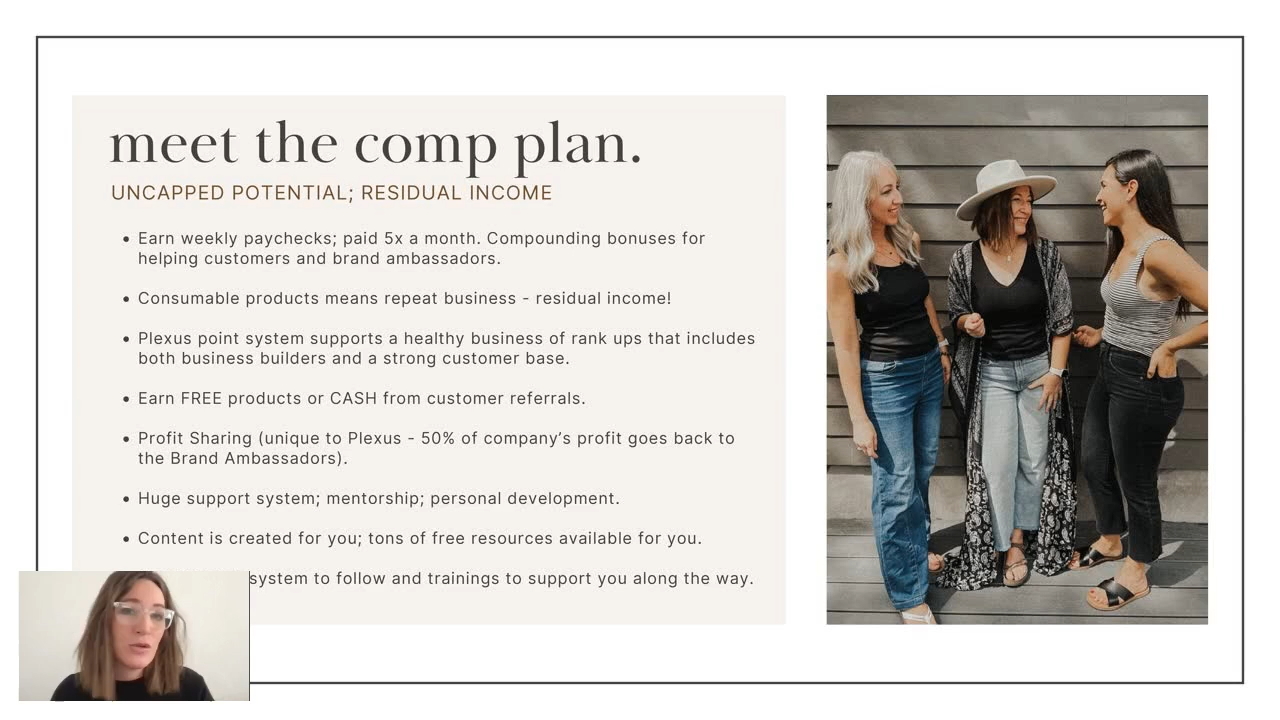 meet the comp plan.
UNCAPPED POTENTIAL; RESIDUAL INCOME
• Earn weekly paychecks; paid 5x a month. Compounding bonuses for
helping customers and brand ambassadors.
• Consumable products means repeat business - residual income!
• Plexus point system supports a healthy business of rank ups that includes
both business builders and a strong customer base.
• Earn FREE products or CASH from customer referrals.
• Profit Sharing (unique to Plexus - 50% of company’s profit goes back to
the Brand Ambassadors).
• Huge support system; mentorship; personal development.
• Content is created for you; tons of free resources available for you.
system to follow and trainings to support you along the way.